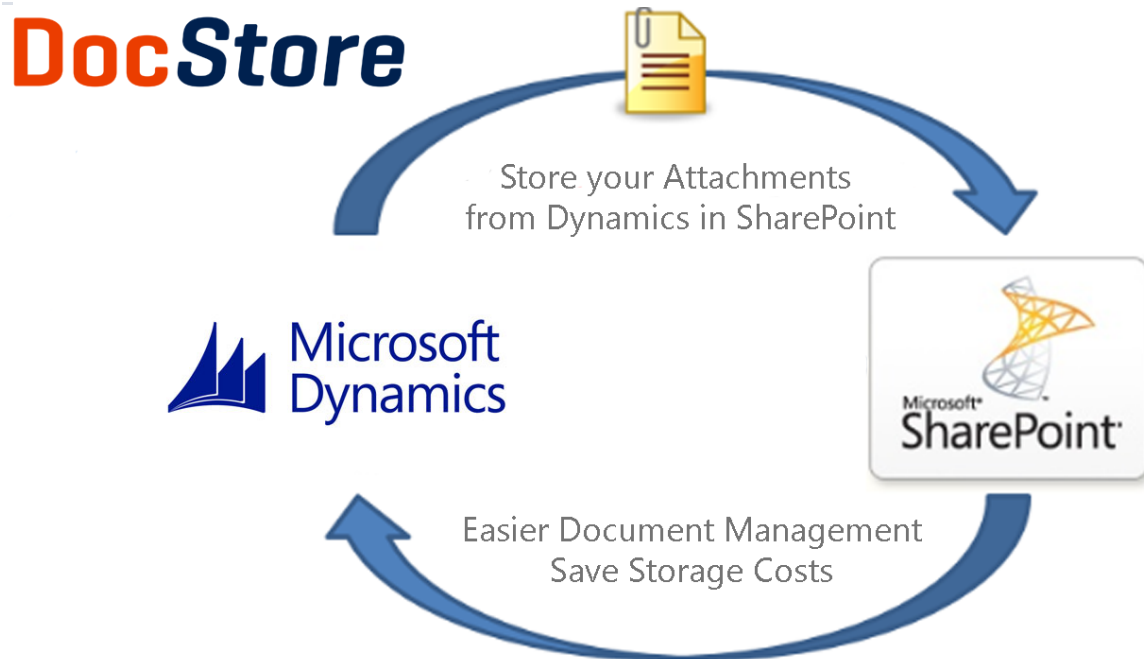 DocStore
Store your Attachments
from Dynamics in SharePoint
Microsoft
Dynamics
Microsoft®
SharePoint
Easier Document Management
Save Storage Costs